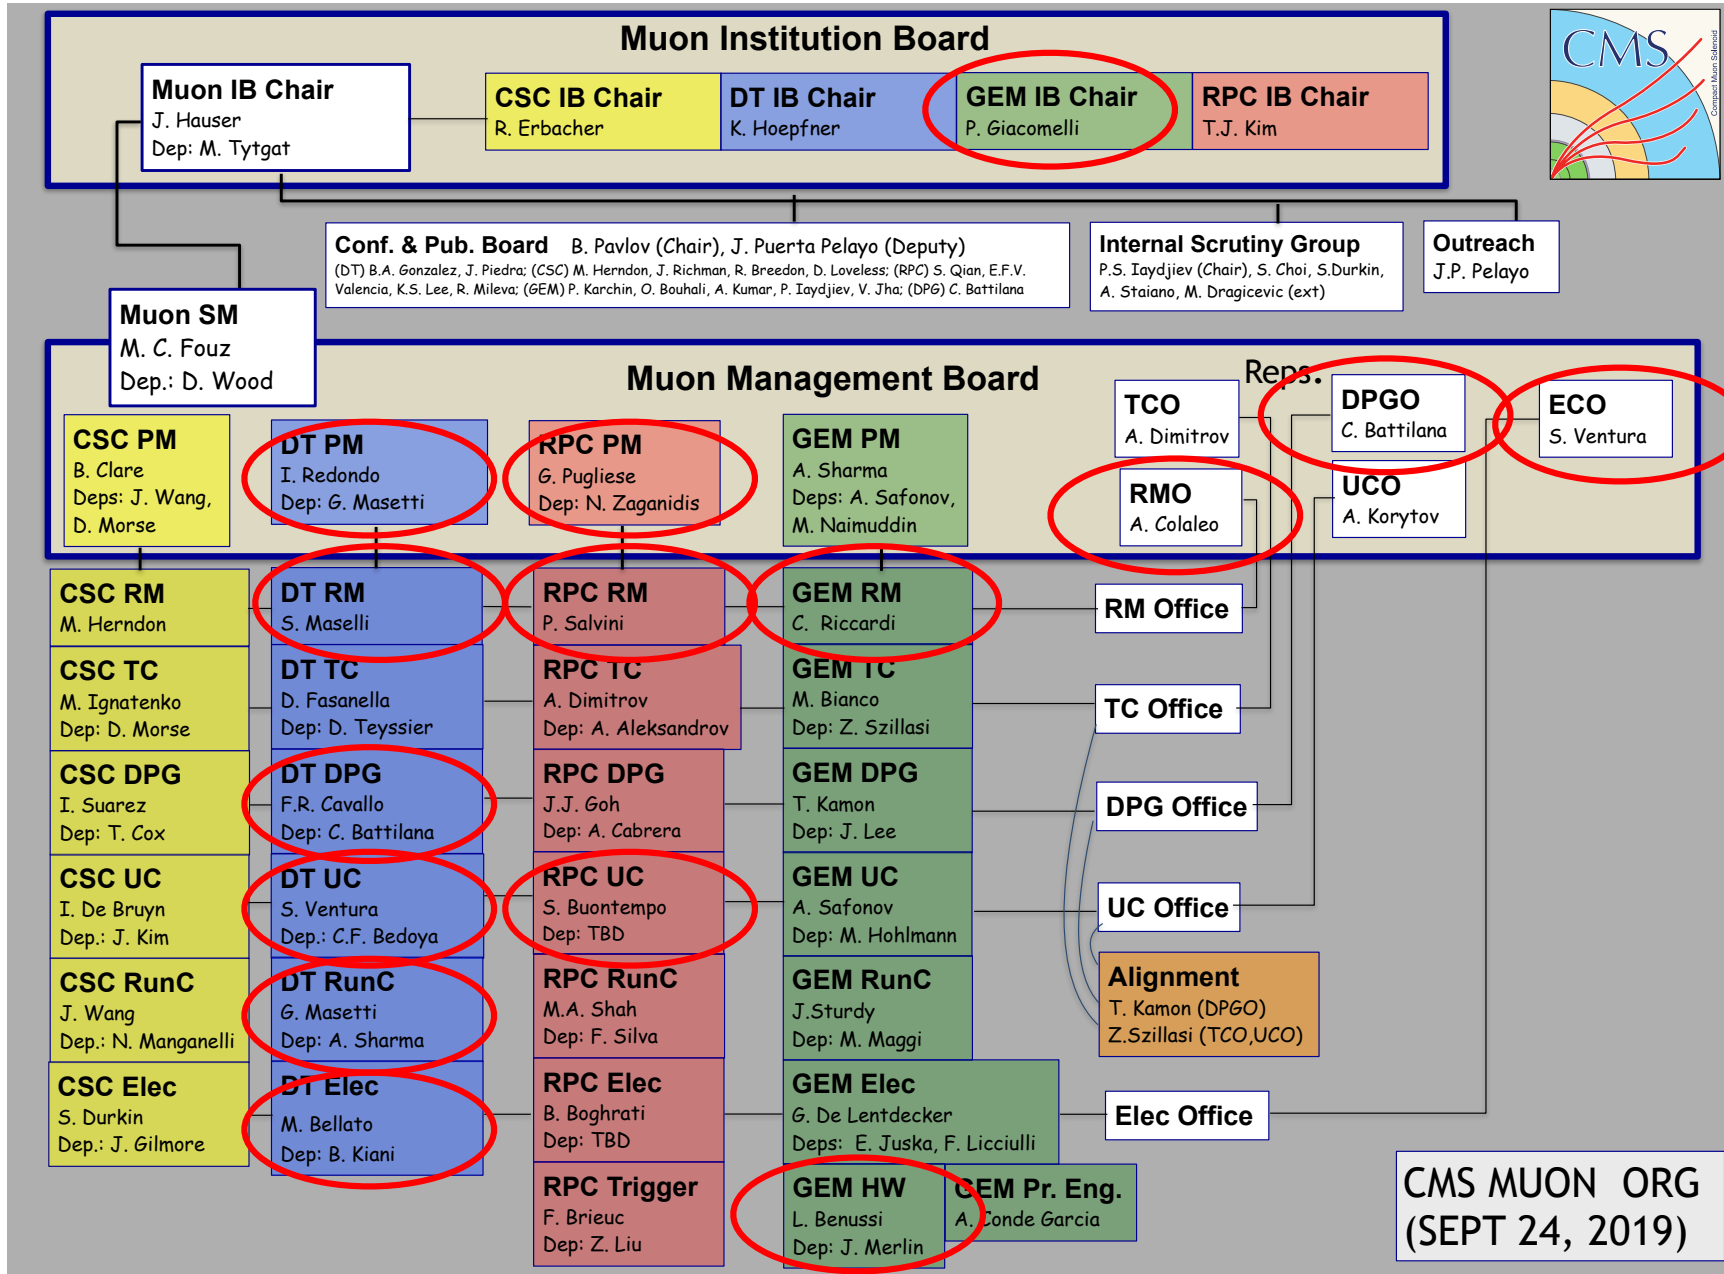 Muon Institution Board
Muon IB Chair
J. Hauser
Dep: M. Tytgat
CSC IB Chair
R. Erbacher
DT IB Chair
K. Hoepfner
GEM IB Chair
P. Giacomelli
RPC IB Chair
T.J. Kim
CMS
Compact Muon Solenoid
Conf. & Pub. Board B. Pavlov (Chair), J. Puerta Pelayo (Deputy)
(DT) B.A. Gonzalez, J. Piedra; (CSC) M. Herndon, J. Richman, R. Breedon, D. Loveless; (RPC) S. Qian, E.F.V.
Valencia, K.S. Lee, R. Mileva; (GEM) P. Karchin, O. Bouhali, A. Kumar, P. Iaydjiev, V. Jha; (DPG) C. Battilana
Internal Scrutiny Group
P.S. Iaydjiev (Chair), S. Choi, S.Durkin,
A. Staiano, M. Dragicevic (ext)
Outreach
J.P. Pelayo
Muon SM
M. C. Fouz
Dep.: D. Wood
Muon Management Board
Reps.
TCO
A. Dimitrov
DPGO
C. Battilana
ECO
S. Ventura
RMO
A. Colaleo
UCO
A. Korytov
CSC PM
B. Clare
Deps: J. Wang,
D. Morse
DT PM
I. Redondo
Dep: G. Masetti
RPC PM
G. Pugliese
Dep: N. Zaganidis
GEM PM
A. Sharma
Deps: A. Safonov,
M. Naimuddin
CSC RM
M. Herndon
DT RM
S. Maselli
RPC RM
P. Salvini
GEM RM
C. Riccardi
RM Office
CSC TC
M. Ignatenko
Dep: D. Morse
DT TC
D. Fasanella
Dep: D. Teyssier
RPC TC
A. Dimitrov
Dep: A. Aleksandrov
GEM TC
M. Bianco
Dep: Z. Szillasi
TC Office
CSC DPG
I. Suarez
Dep: T. Cox
DT DPG
F.R. Cavallo
Dep: C. Battilana
RPC DPG
J.J. Goh
Dep: A. Cabrera
GEM DPG
T. Kamon
Dep: J. Lee
DPG Office
CSC UC
I. De Bruyn
Dep.: J. Kim
DT UC
S. Ventura
Dep.: C.F. Bedoya
RPC UC
S. Buontempo
Dep: TBD
GEM UC
A. Safonov
Dep: M. Hohlmann
UC Office
CSC RunC
J. Wang
Dep.: N. Manganelli
DT RunC
G. Masetti
Dep: A. Sharma
RPC RunC
M.A. Shah
Dep: F. Silva
GEM RunC
J.Sturdy
Dep: M. Maggi
Alignment
T. Kamon (DPGO)
Z.Szillasi (TCO,UCO)
CSC Elec
S. Durkin
Dep.: J. Gilmore
DT Elec
M. Bellato
Dep: B. Kiani
RPC Elec
B. Boghrati
Dep: TBD
GEM Elec
G. De Lentdecker
Deps: E. Juska, F. Licciulli
Elec Office
RPC Trigger
F. Brieuc
Dep: Z. Liu
GEM HW
L. Benussi
Dep: J. Merlin
GEM Pr. Eng.
A. Conde Garcia
CMS MUON ORG
(SEPT 24, 2019)